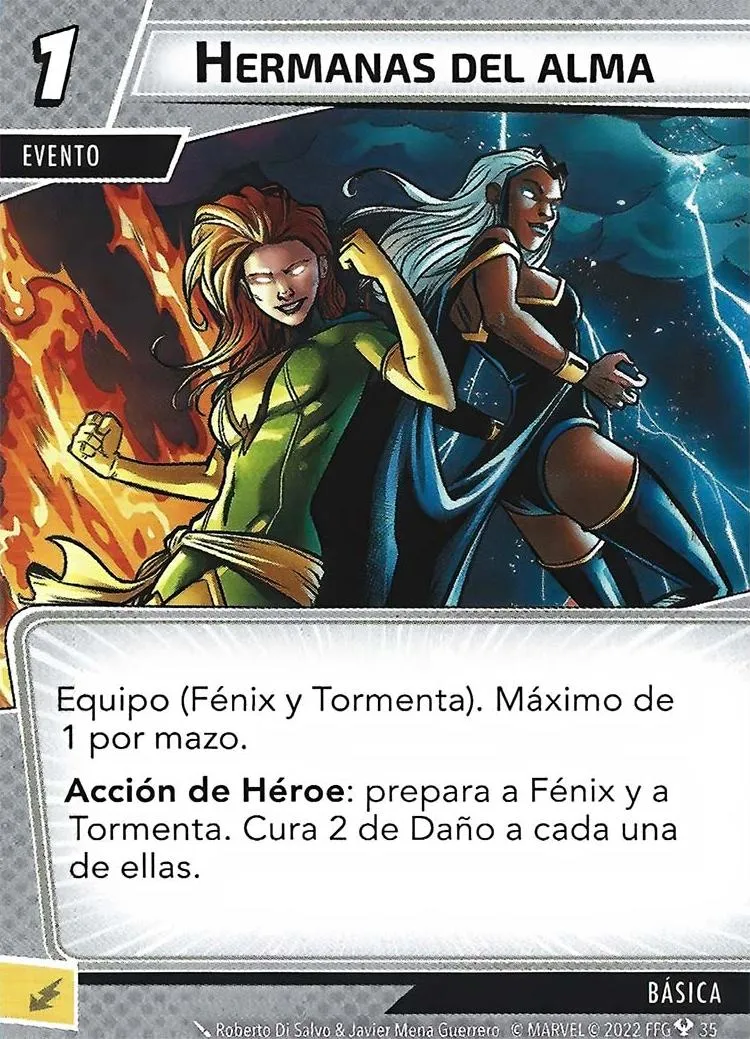 1
HERMANAS DEL ALMA
EVENTO
Equipo (Fénix y Tormenta). Máximo de
1 por mazo.
Acción de Héroe: prepara a Fénix y a
Tormenta. Cura 2 de Daño a cada una
de ellas.
BÁSICA
Roberto Di Salvo & Javier Mena Guerrero © MARVEL © 2022 FFG 35